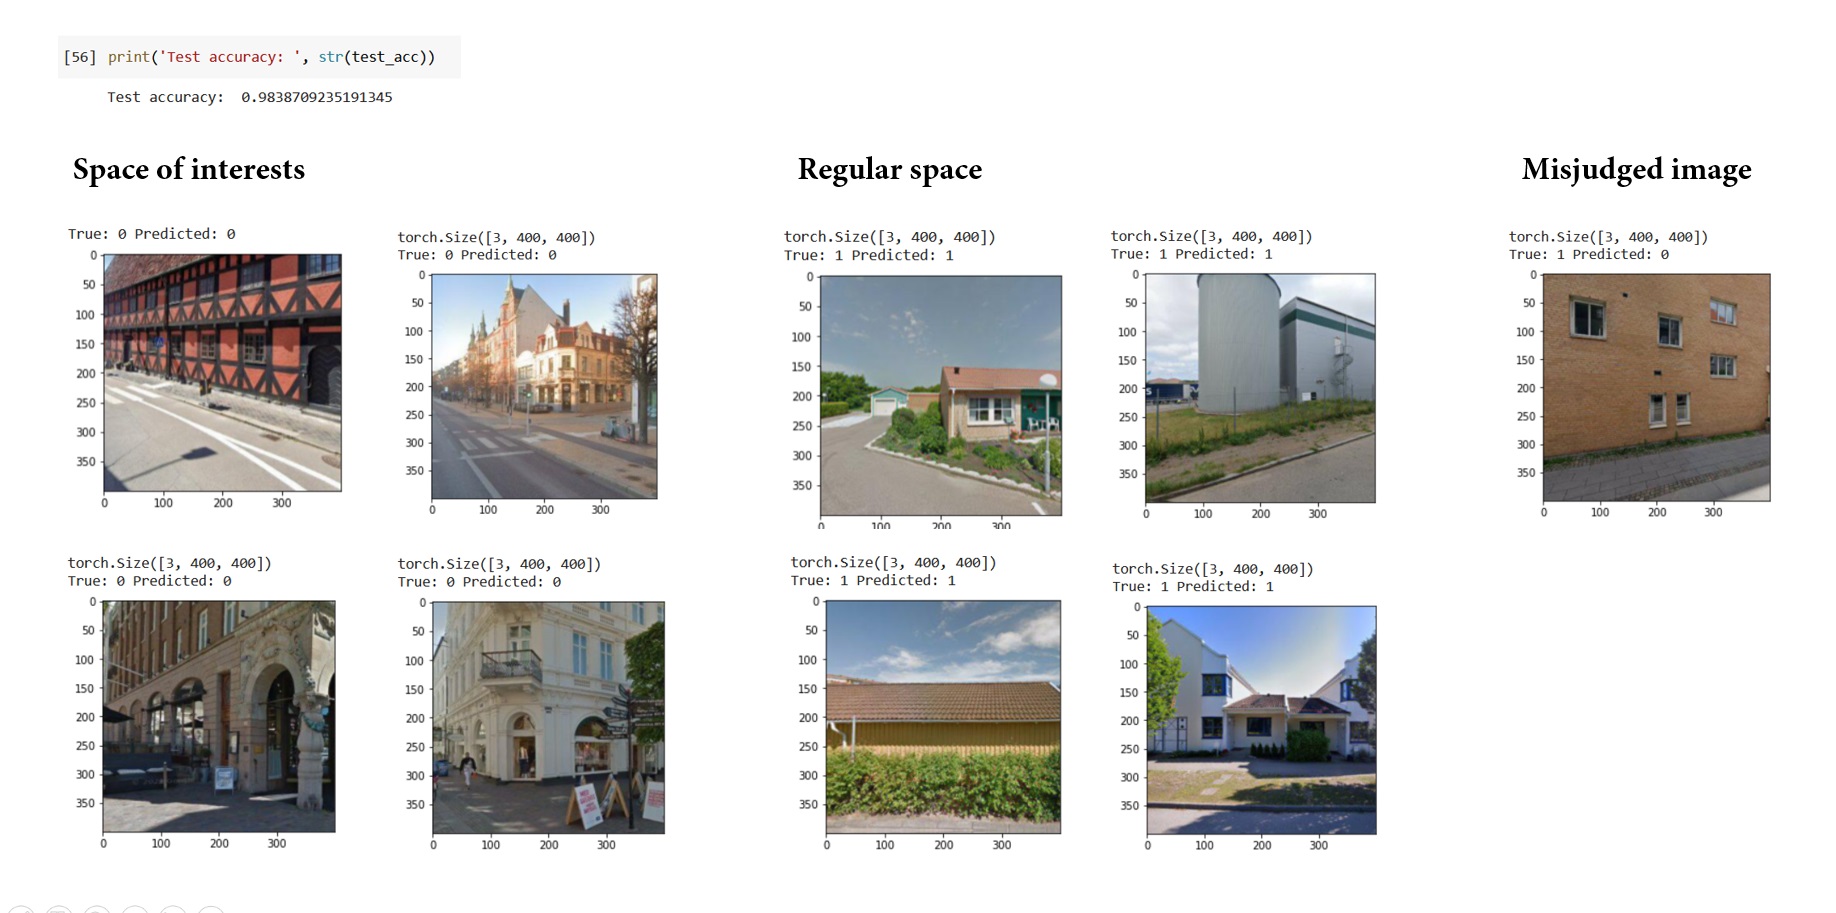 [56] print('Test accuracy: ', str(test_acc))
Test accuracy:  0.9838709235191345
Space of interests
Regular space
Misjudged image
True: 0 Predicted: 0
0
50
100
150
200
250
300
350
0 100 200 300
torch.Size([3, 400, 400])
True: 0 Predicted: 0
0
50
100
150
200
250
300
350
0 100 200 300
torch.Size([3, 400, 400])
True: 1 Predicted: 1
0
50
100
150
200
250
300
350
0 100 200 300
torch.Size([3, 400, 400])
True: 1 Predicted: 1
0
50
100
150
200
250
300
350
0 100 200 300
torch.Size([3, 400, 400])
True: 1 Predicted: 0
0
50
100
150
200
250
300
350
0 100 200 300
torch.Size([3, 400, 400])
True: 0 Predicted: 0
0
50
100
150
200
250
300
350
0 100 200 300
torch.Size([3, 400, 400])
True: 0 Predicted: 0
0
50
100
150
200
250
300
350
0 100 200 300
torch.Size([3, 400, 400])
True: 1 Predicted: 1
0
50
100
150
200
250
300
350
0 100 200 300
torch.Size([3, 400, 400])
True: 1 Predicted: 1
0
50
100
150
200
250
300
350
0 100 200 300